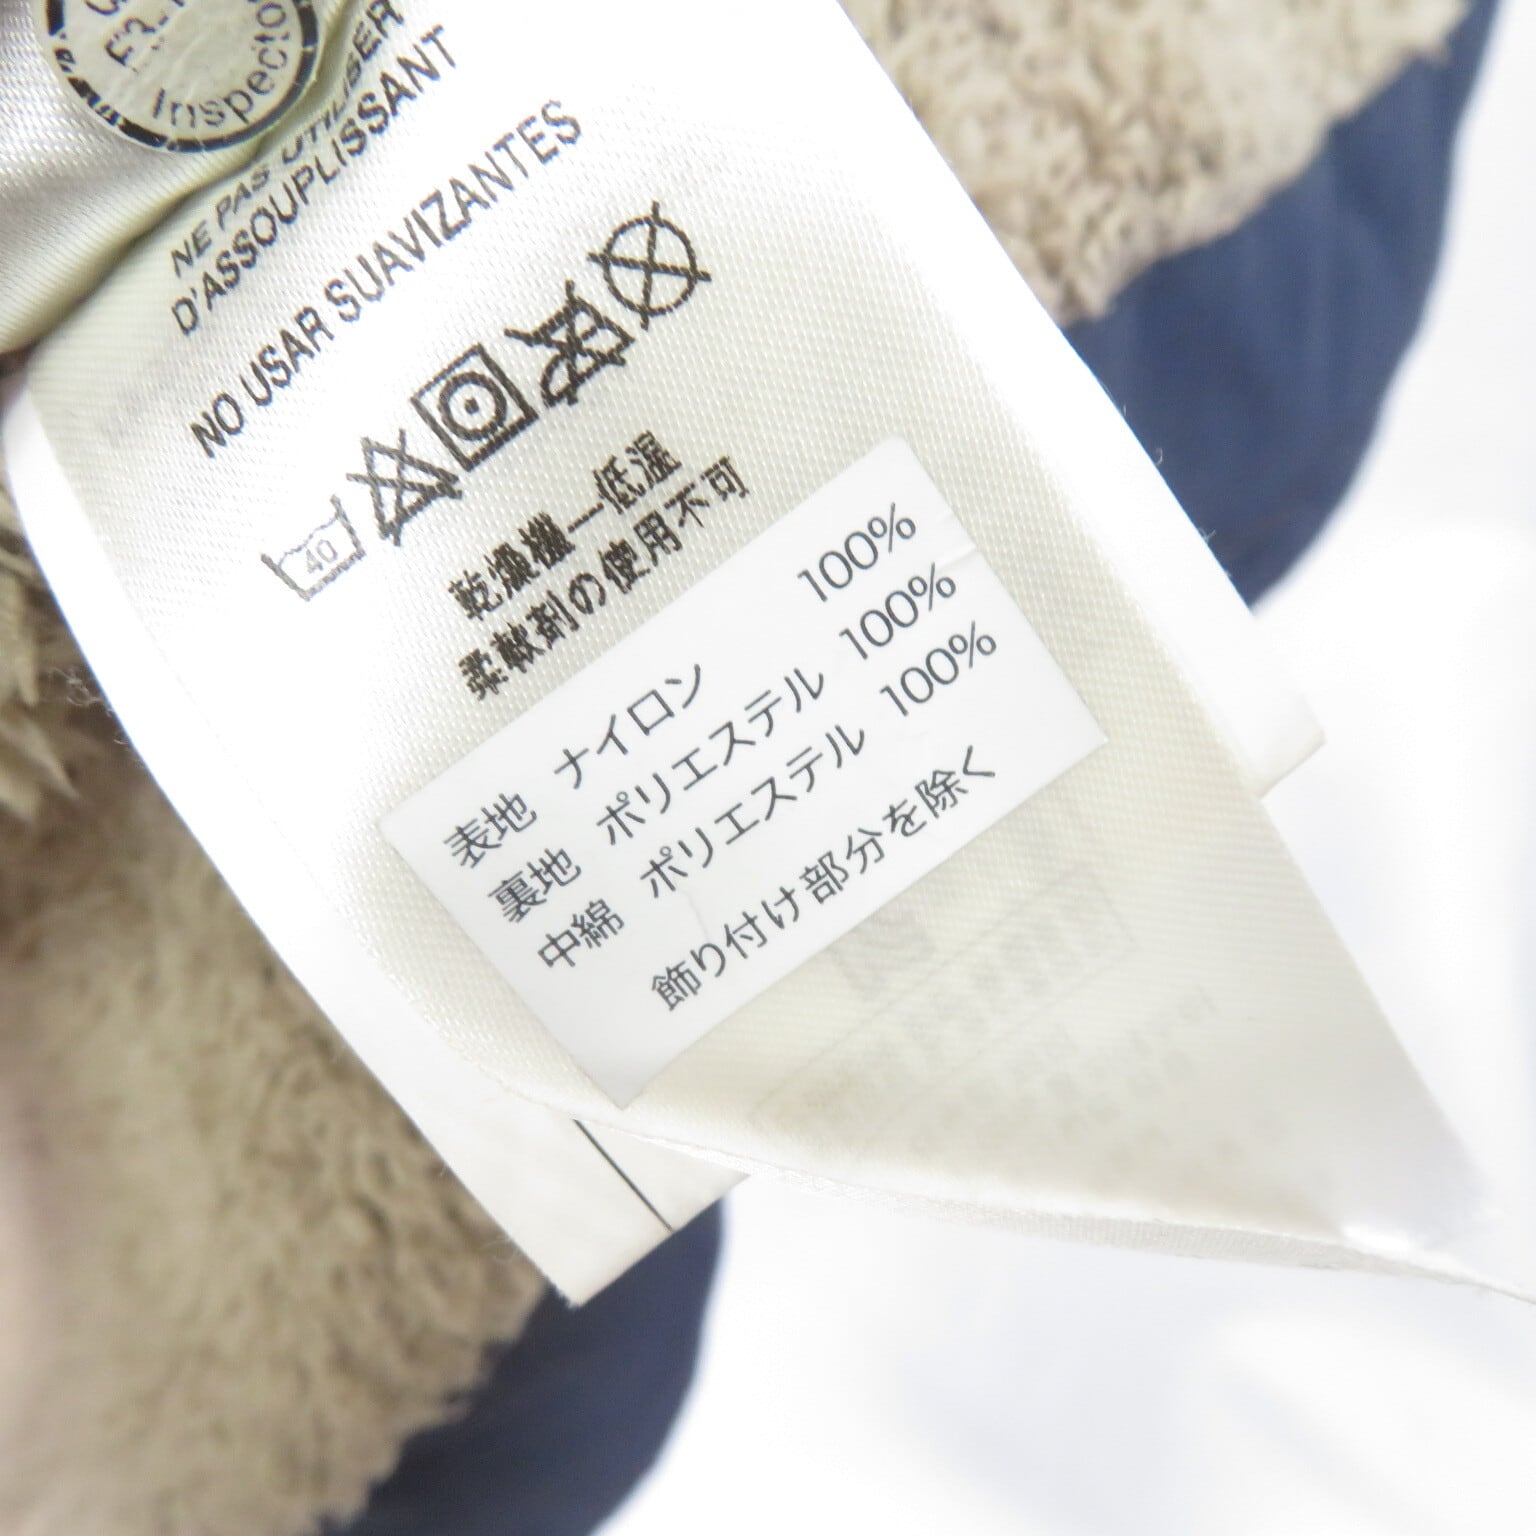 Inspecto
NE PAS UTILISER
D'ASSOUPLISSANT
NO USAR SUAVIZANTES
40
乾燥機—低温
柔軟剤の使用不可
表地 ナイロン 100%
裏地 ポリエステル 100%
中綿 ポリエステル 100%
飾り付け部分を除く